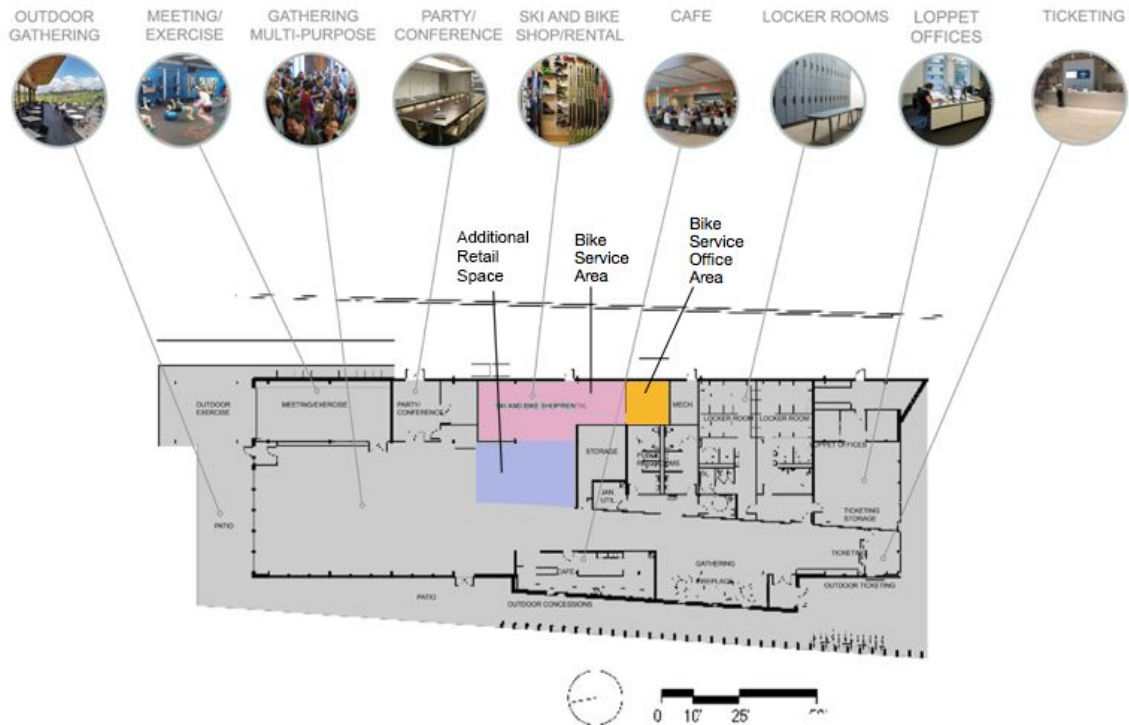 OUTDOOR
GATHERING
MEETING/
EXERCISE
GATHERING
MULTI-PURPOSE
PARTY/
CONFERENCE
SKI AND BIKE
SHOP/RENTAL
CAFE
LOCKER ROOMS
LOPPET
OFFICES
TICKETING
Additional
Retail
Space
Bike
Service
Area
Bike
Service
Office
Area
OUTDOOR
EXERCISE
MEETING/EXERCISE
PARTY/
CONFERENCE
SKI AND BIKE SHOP/RENTAL
MECH
LOCKER ROOM
LOCKER ROOM
LOPPET OFFICES
STORAGE
JAN
UTIL
PATIO
TICKETING
STORAGE
TICKETING
GATHERING
FIREPLACE
CAFE
OUTDOOR TICKETING
PATIO
OUTDOOR CONCESSIONS
0 10' 25'